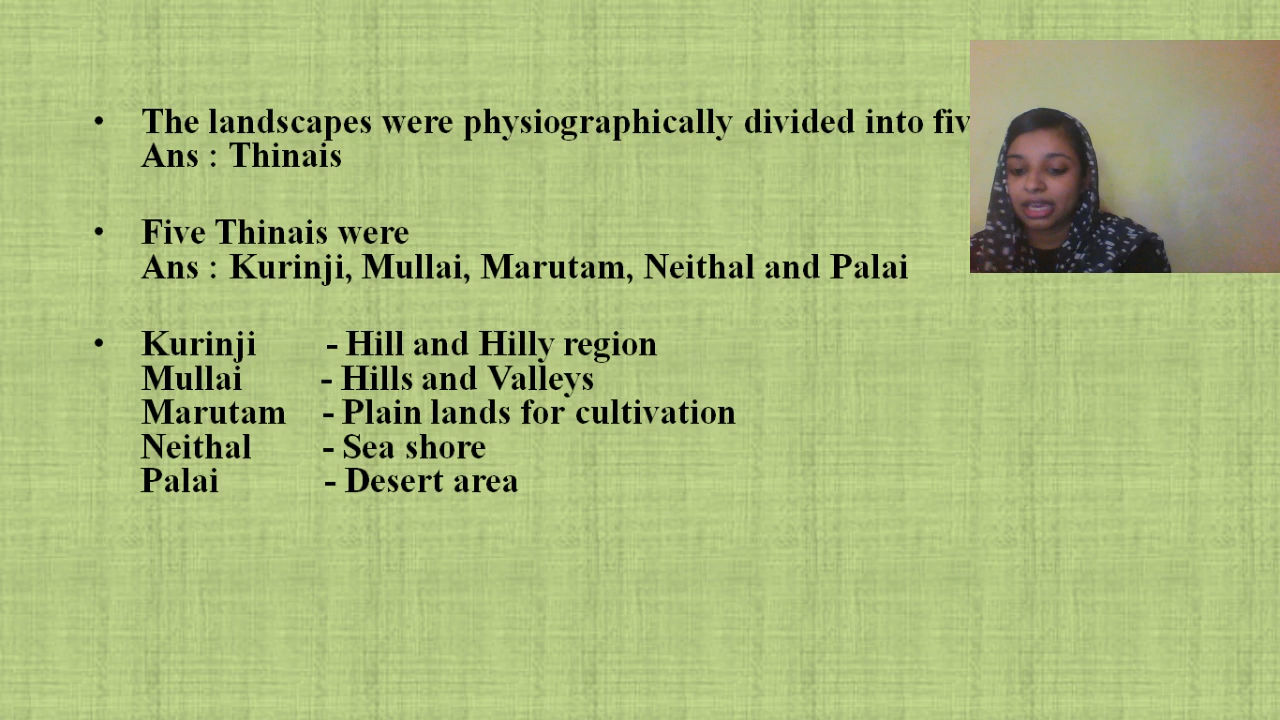 • The landscapes were physiographically divided into fiv
Ans : Thinais
• Five Thinais were
Ans : Kurinji, Mullai, Marutam, Neithal and Palai
• Kurinji - Hill and Hilly region
Mullai - Hills and Valleys
Marutam - Plain lands for cultivation
Neithal - Sea shore
Palai - Desert area